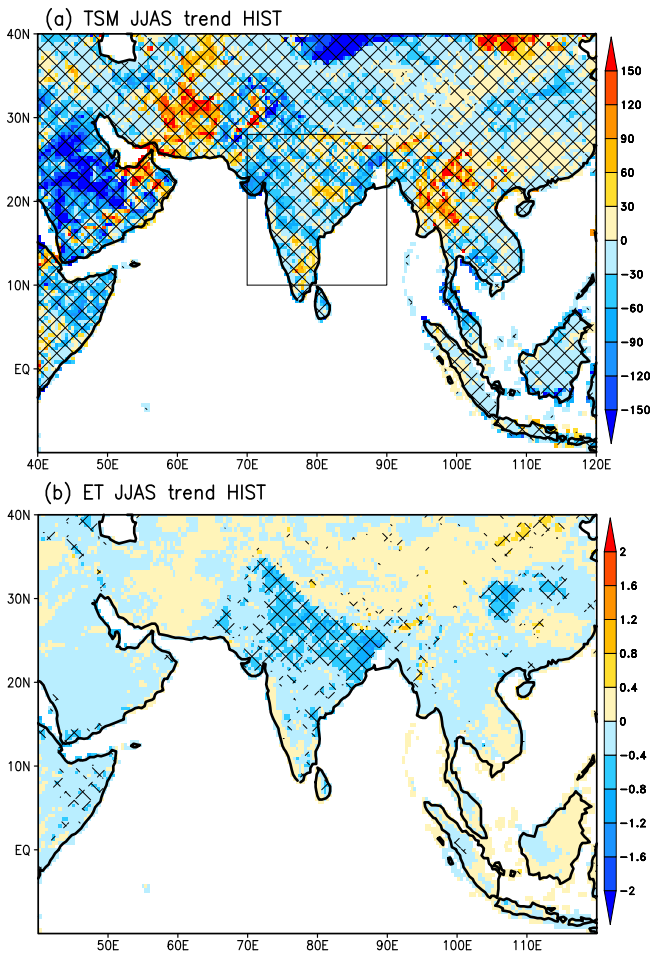 (a) TSM JJAS trend HIST
40N
30N
20N
10N
EQ
40E 50E 60E 70E 80E 90E 100E 110E 120E
150
120
90
60
30
0
-30
-60
-90
-120
-150
(b) ET JJAS trend HIST
40N
30N
20N
10N
EQ
50E 60E 70E 80E 90E 100E 110E
2
1.6
1.2
0.8
0.4
0
-0.4
-0.8
-1.2
-1.6
-2